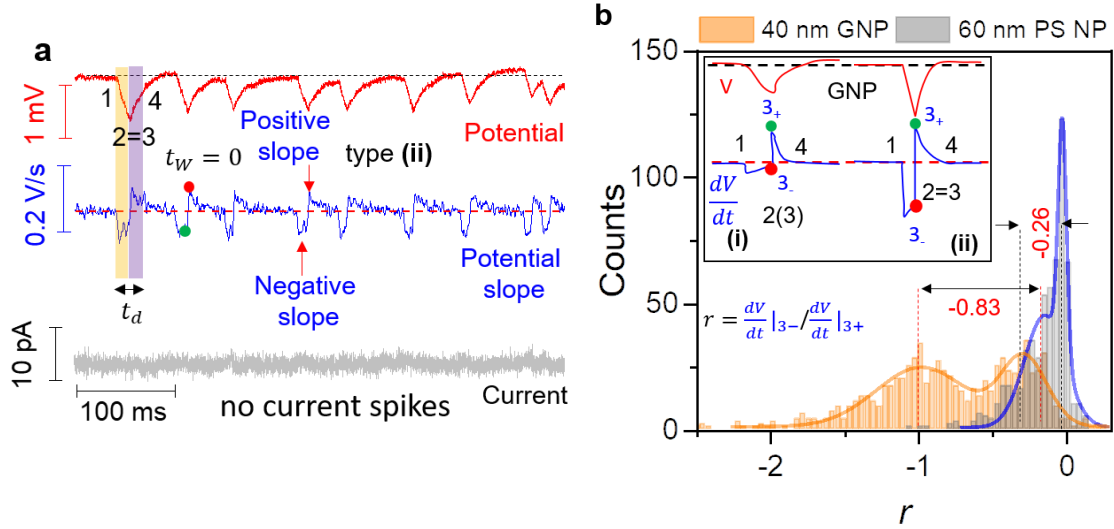 a
1
4
2=3
1 mV
Potential
t_W = 0
Positive
slope
type (ii)
0.2 V/s
Potential
slope
Negative
slope
t_d
10 pA
Current
100 ms
no current spikes
b
40 nm GNP
60 nm PS NP
150
100
50
0
Counts
V
GNP
3+
3+
1
4
1
4
dV
dt
3-
2(3)
2=3
3-
(i)
(ii)
-0.26
-0.83
r = dV/dt |3− / dV/dt |3+
-2
-1
0
r